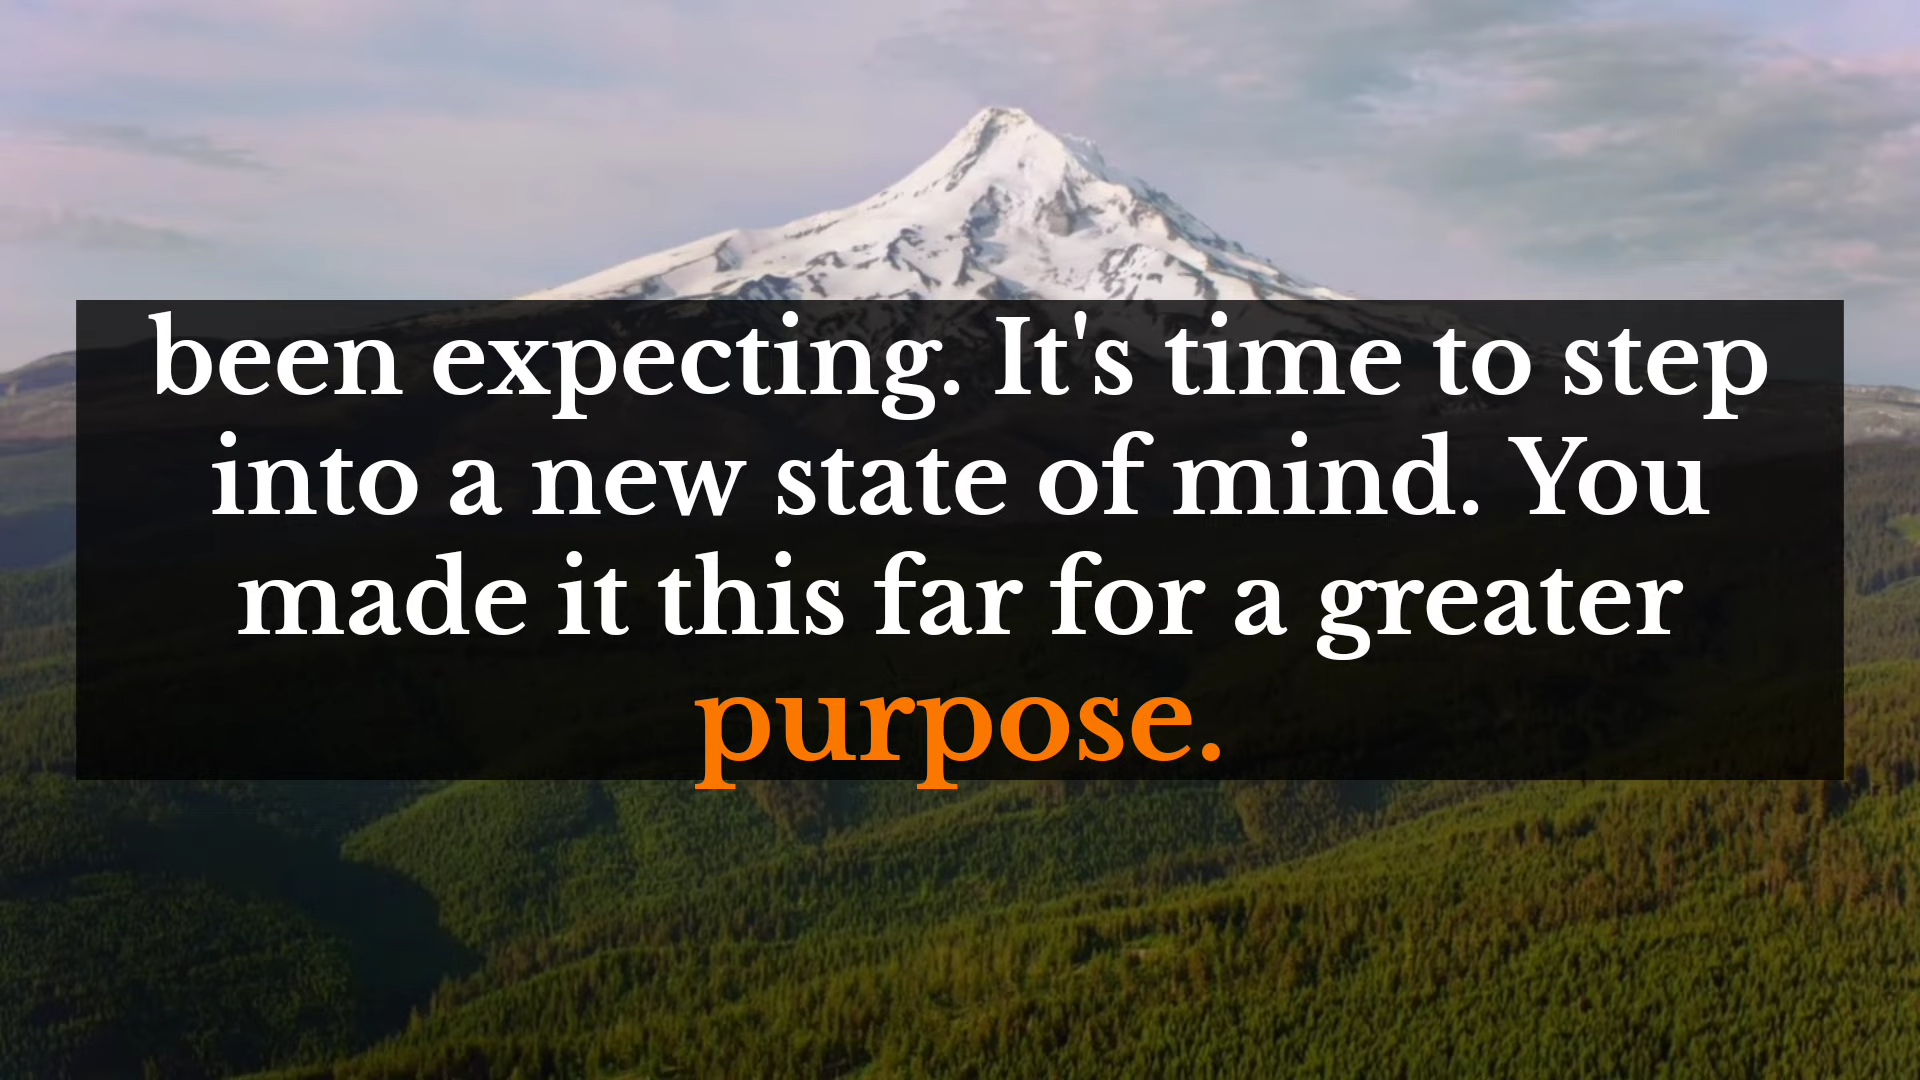 been expecting. It's time to step
into a new state of mind. You
made it this far for a greater
purpose.